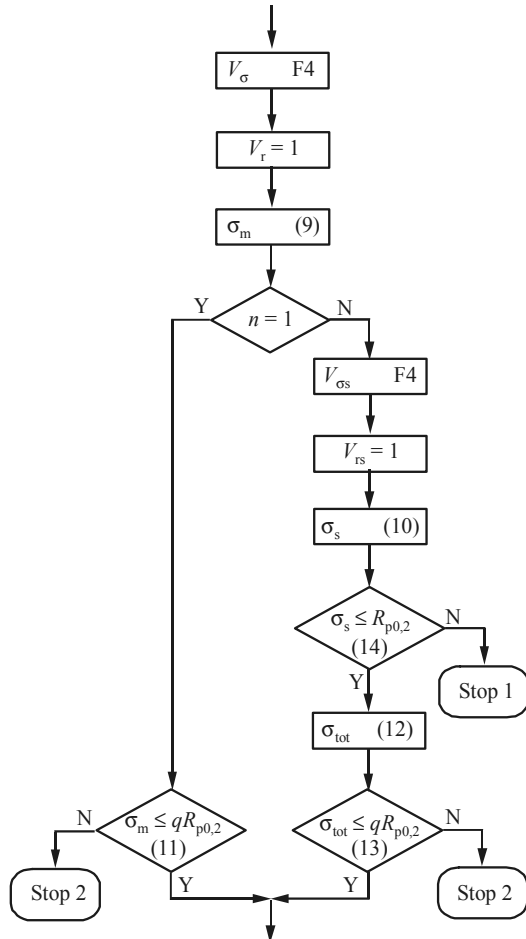 Vσ F4
Vr = 1
σm (9)
Y
n = 1
N
Vσs F4
Vrs = 1
σs (10)
σs ≤ Rp0,2
(14)
N
Y
Stop 1
σtot (12)
N
σm ≤ qRp0,2
(11)
Y
σtot ≤ qRp0,2
(13)
N
Y
Stop 2
Stop 2